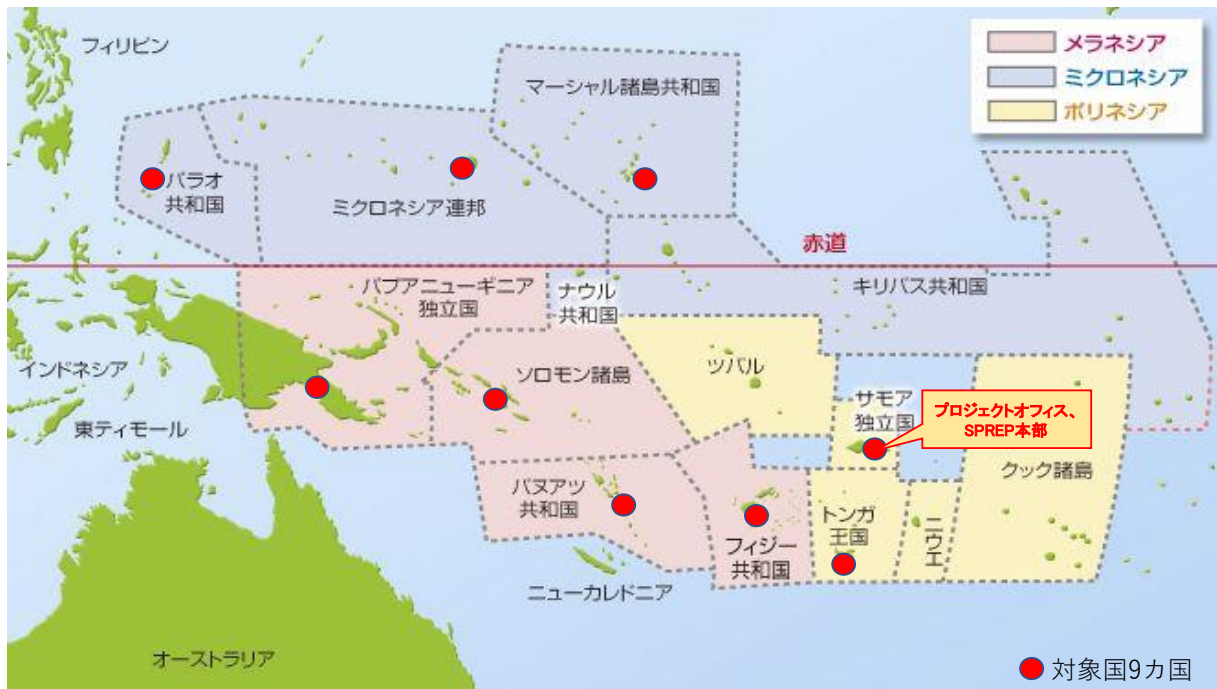 フィリピン
マーシャル諸島共和国
メラネシア
ミクロネシア
ポリネシア
パラオ
共和国
ミクロネシア連邦
赤道
パプアニューギニア
独立国
ナウル
共和国
キリバス共和国
インドネシア
ソロモン諸島
ツバル
サモア
独立国
プロジェクトオフィス、
SPREP本部
東ティモール
クック諸島
バヌアツ
共和国
トンガ
王国
ニウエ
フィジー
共和国
ニューカレドニア
オーストラリア
対象国9カ国